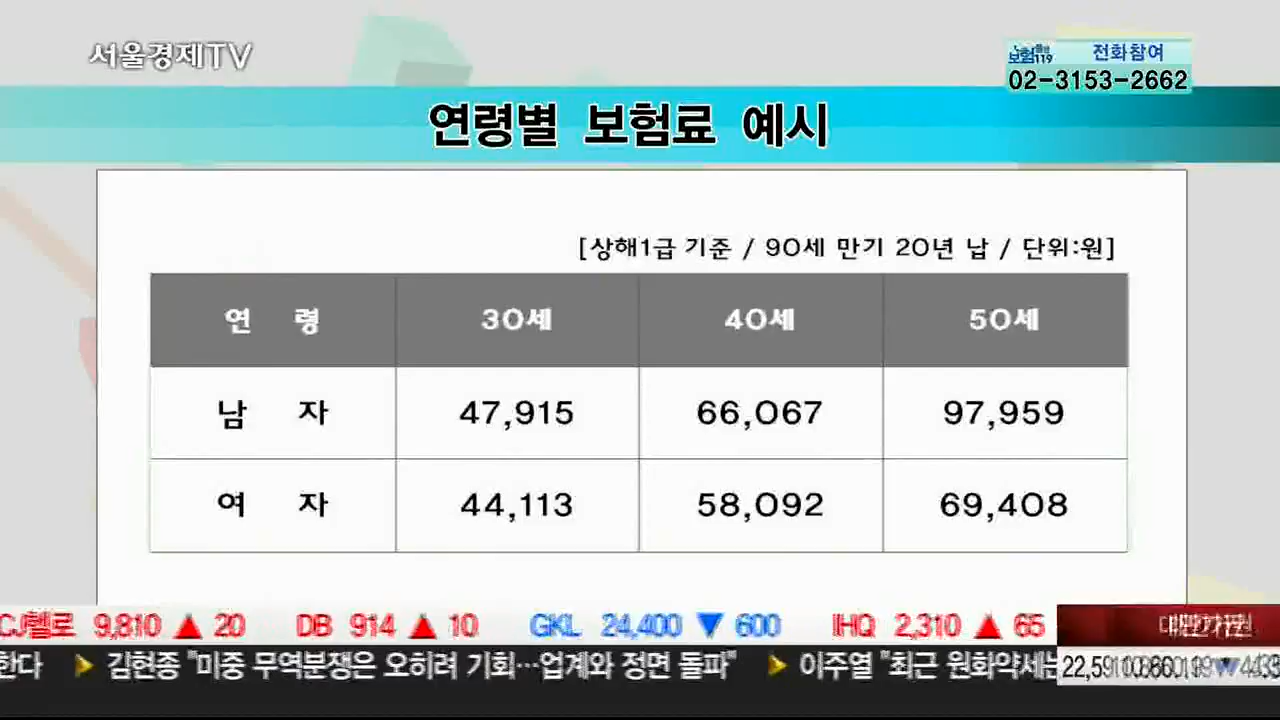 서울경제TV
보험119 전화참여
02-3153-2662
연령별 보험료 예시
[상해1급 기준 / 90세 만기 20년 납 / 단위:원]
연 령 30세 40세 50세
남 자 47,915 66,067 97,959
여 자 44,113 58,092 69,408
CJ헬로 9,810 ▲ 20 DB 914 ▲ 10 GKL 24,400 ▼ 600 IHQ 2,310 ▲ 65
한다 ▶ 김현종 "미중 무역분쟁은 오히려 기회…업계와 정면 돌파" ▶ 이주열 "최근 원화약세는